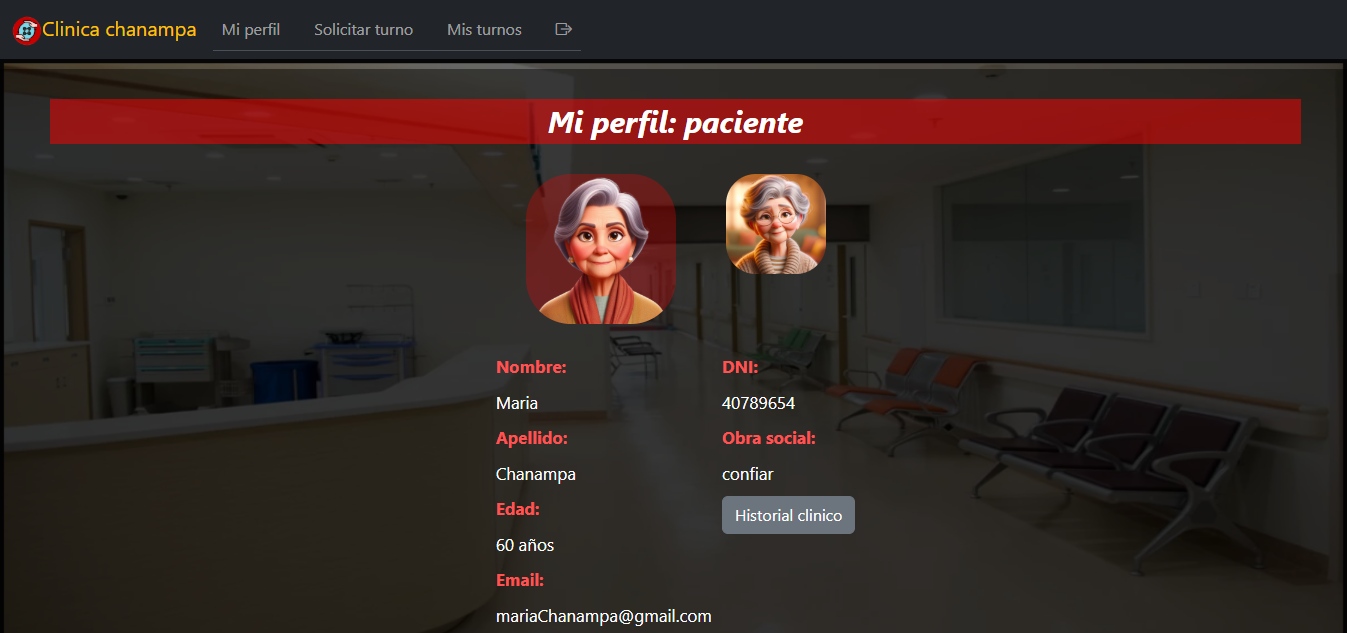 Clinica chanampa Mi perfil Solicitar turno Mis turnos
Mi perfil: paciente
Nombre:
Maria
Apellido:
Chanampa
Edad:
60 años
Email:
mariaChanampa@gmail.com
DNI:
40789654
Obra social:
confiar
Historial clinico